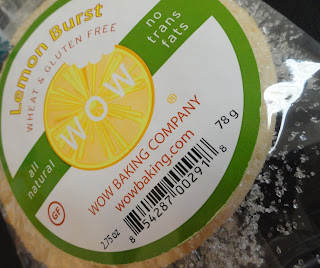 Lemon Burst
WHEAT & GLUTEN FREE
no
trans
fats
WOW
®
all
natural
GF
WOW BAKING COMPANY
wowbaking.com
2.75 oz
78 g
8 54287 00291 8